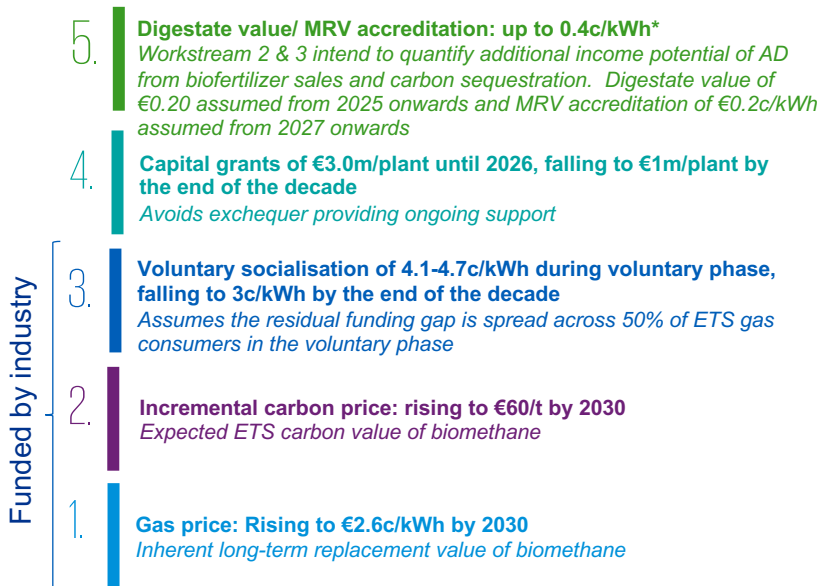 5.
Digestate value/ MRV accreditation: up to 0.4c/kWh*
Workstream 2 & 3 intend to quantify additional income potential of AD
from biofertilizer sales and carbon sequestration. Digestate value of
€0.20 assumed from 2025 onwards and MRV accreditation of €0.2c/kWh
assumed from 2027 onwards
4.
Capital grants of €3.0m/plant until 2026, falling to €1m/plant by
the end of the decade
Avoids exchequer providing ongoing support
Funded by industry
3.
Voluntary socialisation of 4.1-4.7c/kWh during voluntary phase,
falling to 3c/kWh by the end of the decade
Assumes the residual funding gap is spread across 50% of ETS gas
consumers in the voluntary phase
2.
Incremental carbon price: rising to €60/t by 2030
Expected ETS carbon value of biomethane
1.
Gas price: Rising to €2.6c/kWh by 2030
Inherent long-term replacement value of biomethane